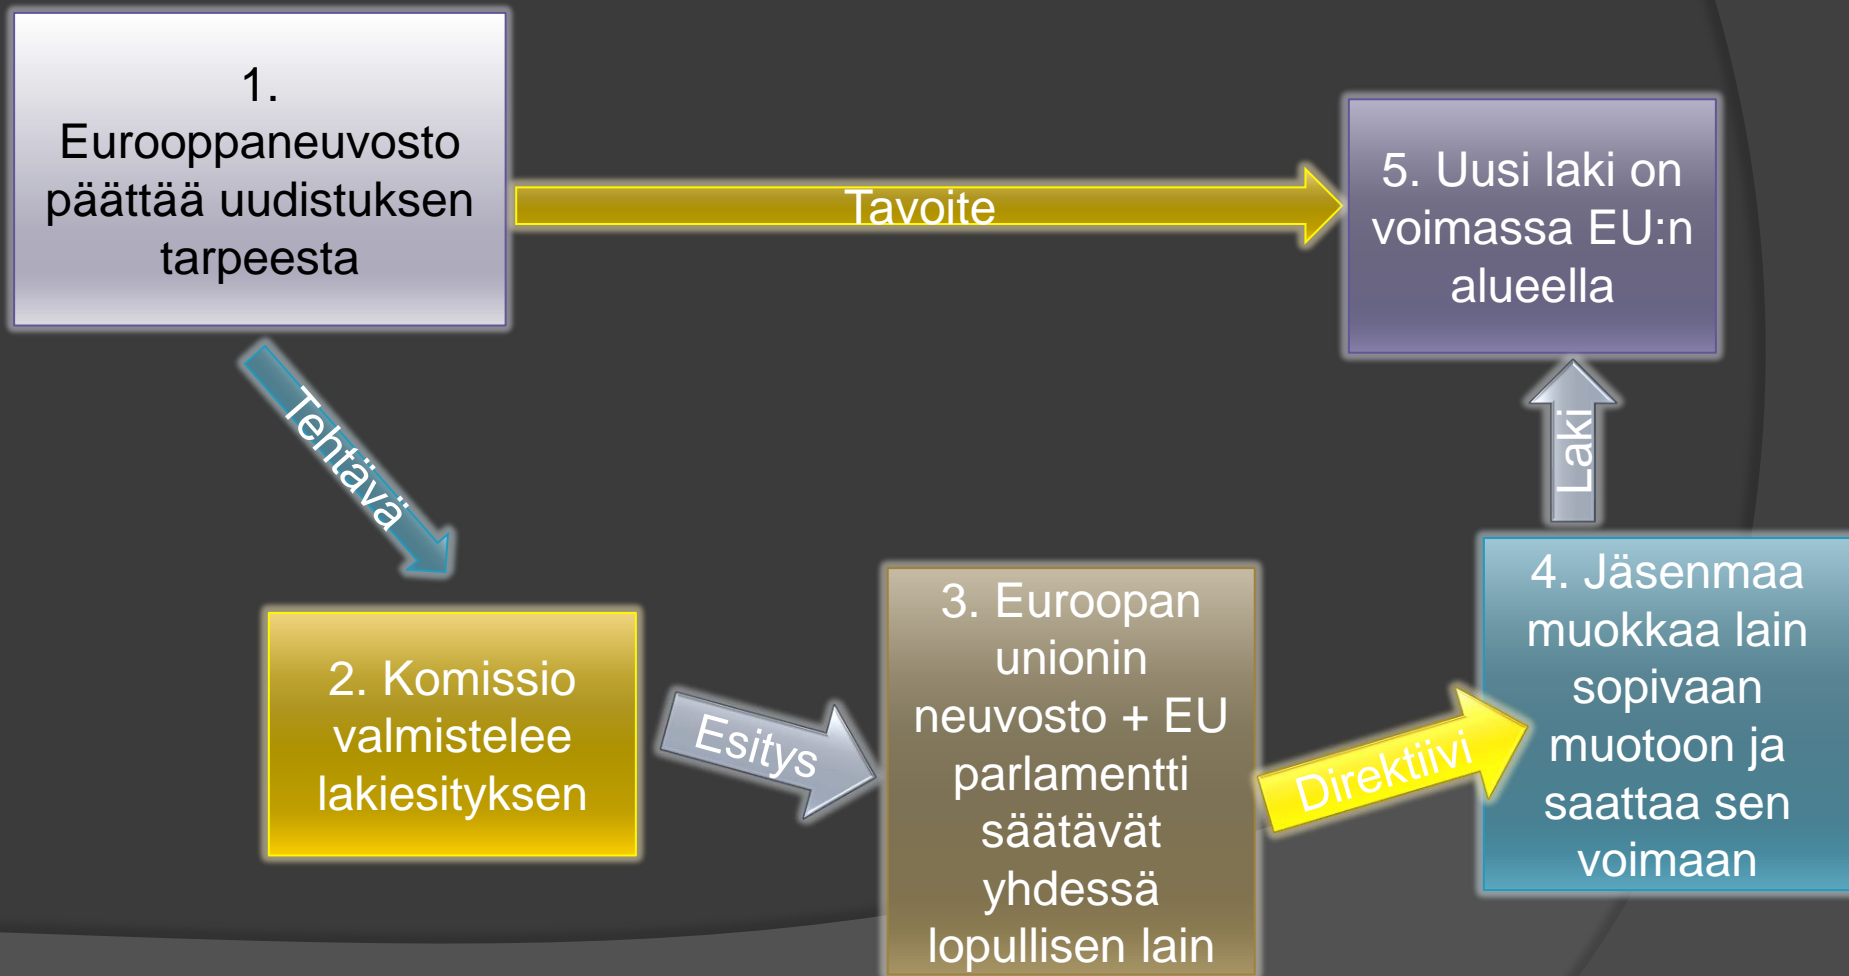 1.
Eurooppaneuvosto
päättää uudistuksen
tarpeesta
Tavoite
5. Uusi laki on
voimassa EU:n
alueella
Tehtävä
Laki
2. Komissio
valmistelee
lakiesityksen
Esitys
3. Euroopan
unionin
neuvosto + EU
parlamentti
säätävät
yhdessä
lopullisen lain
Direktiivi
4. Jäsenmaa
muokkaa lain
sopivaan
muotoon ja
saattaa sen
voimaan